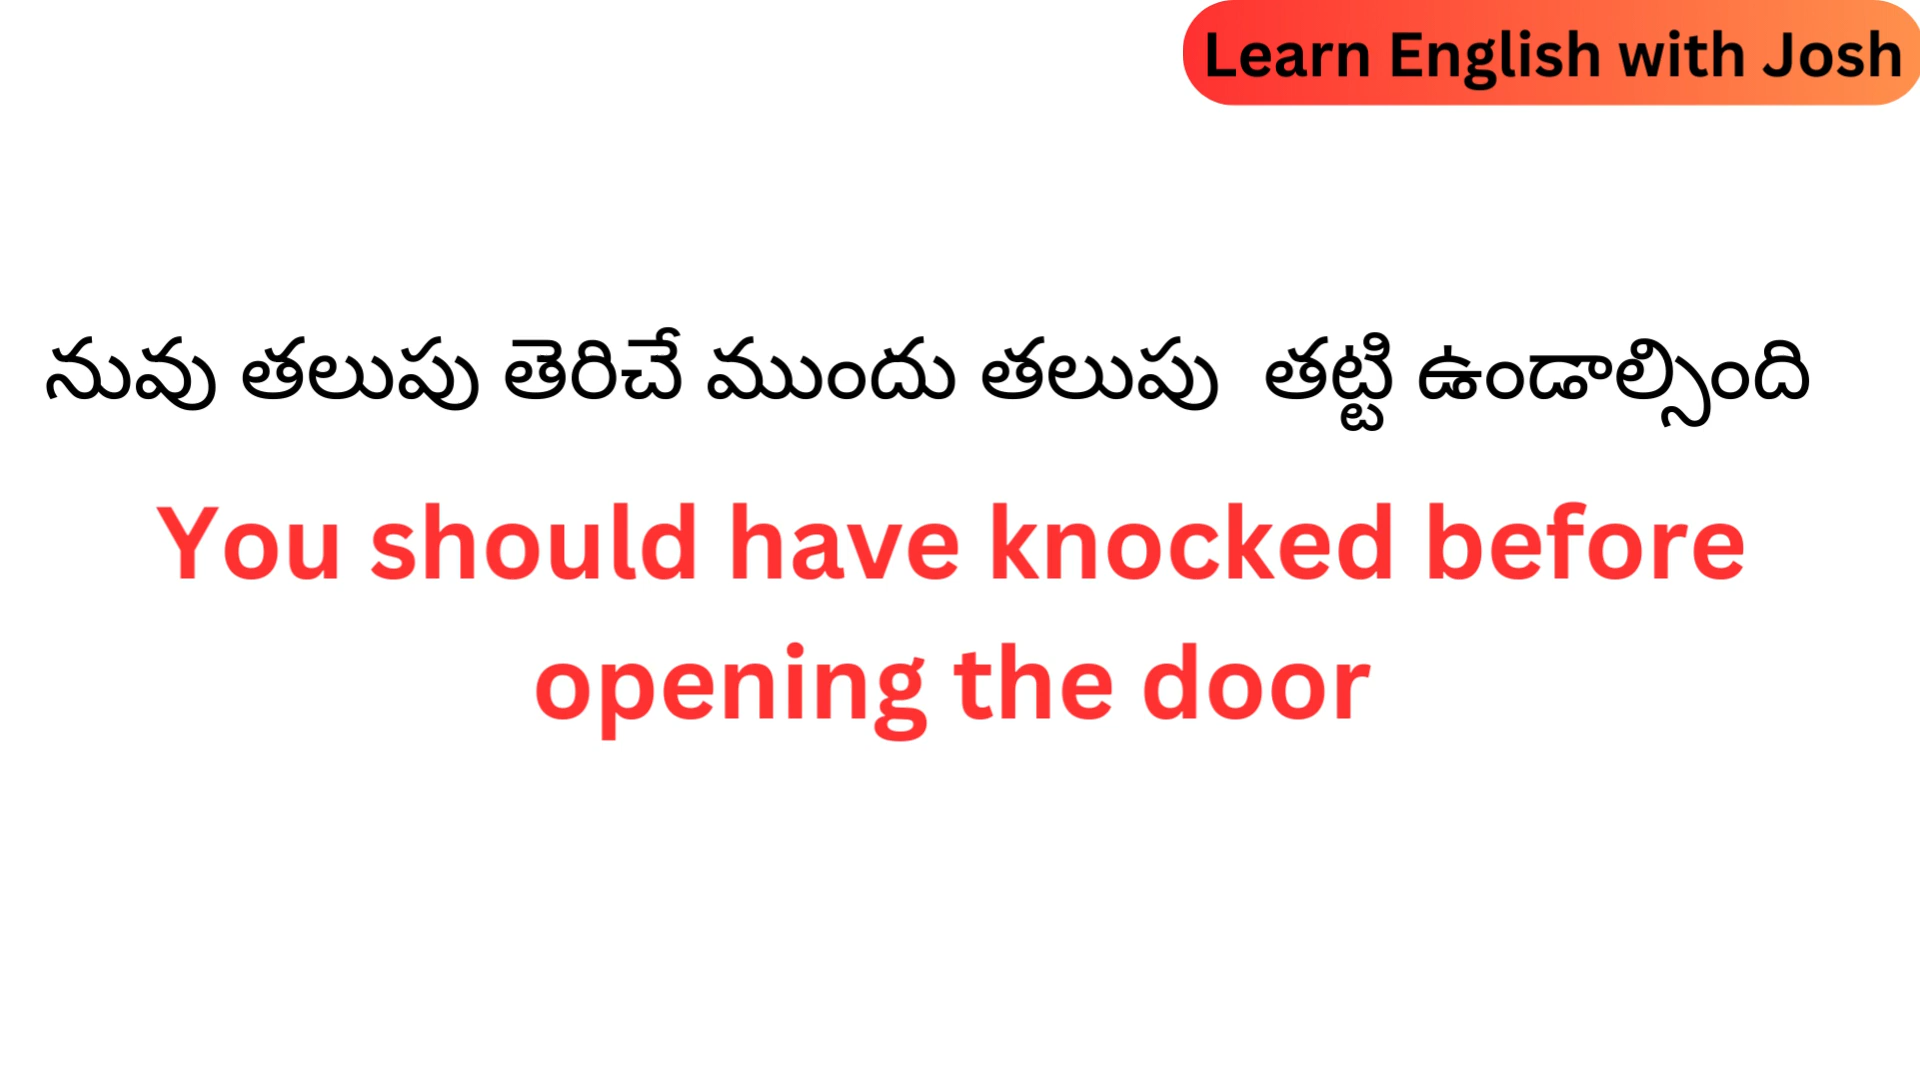 Learn English with Josh
నువు తలుపు తెరిచే ముందు తలుపు తట్టి ఉండాల్సింది
You should have knocked before
opening the door